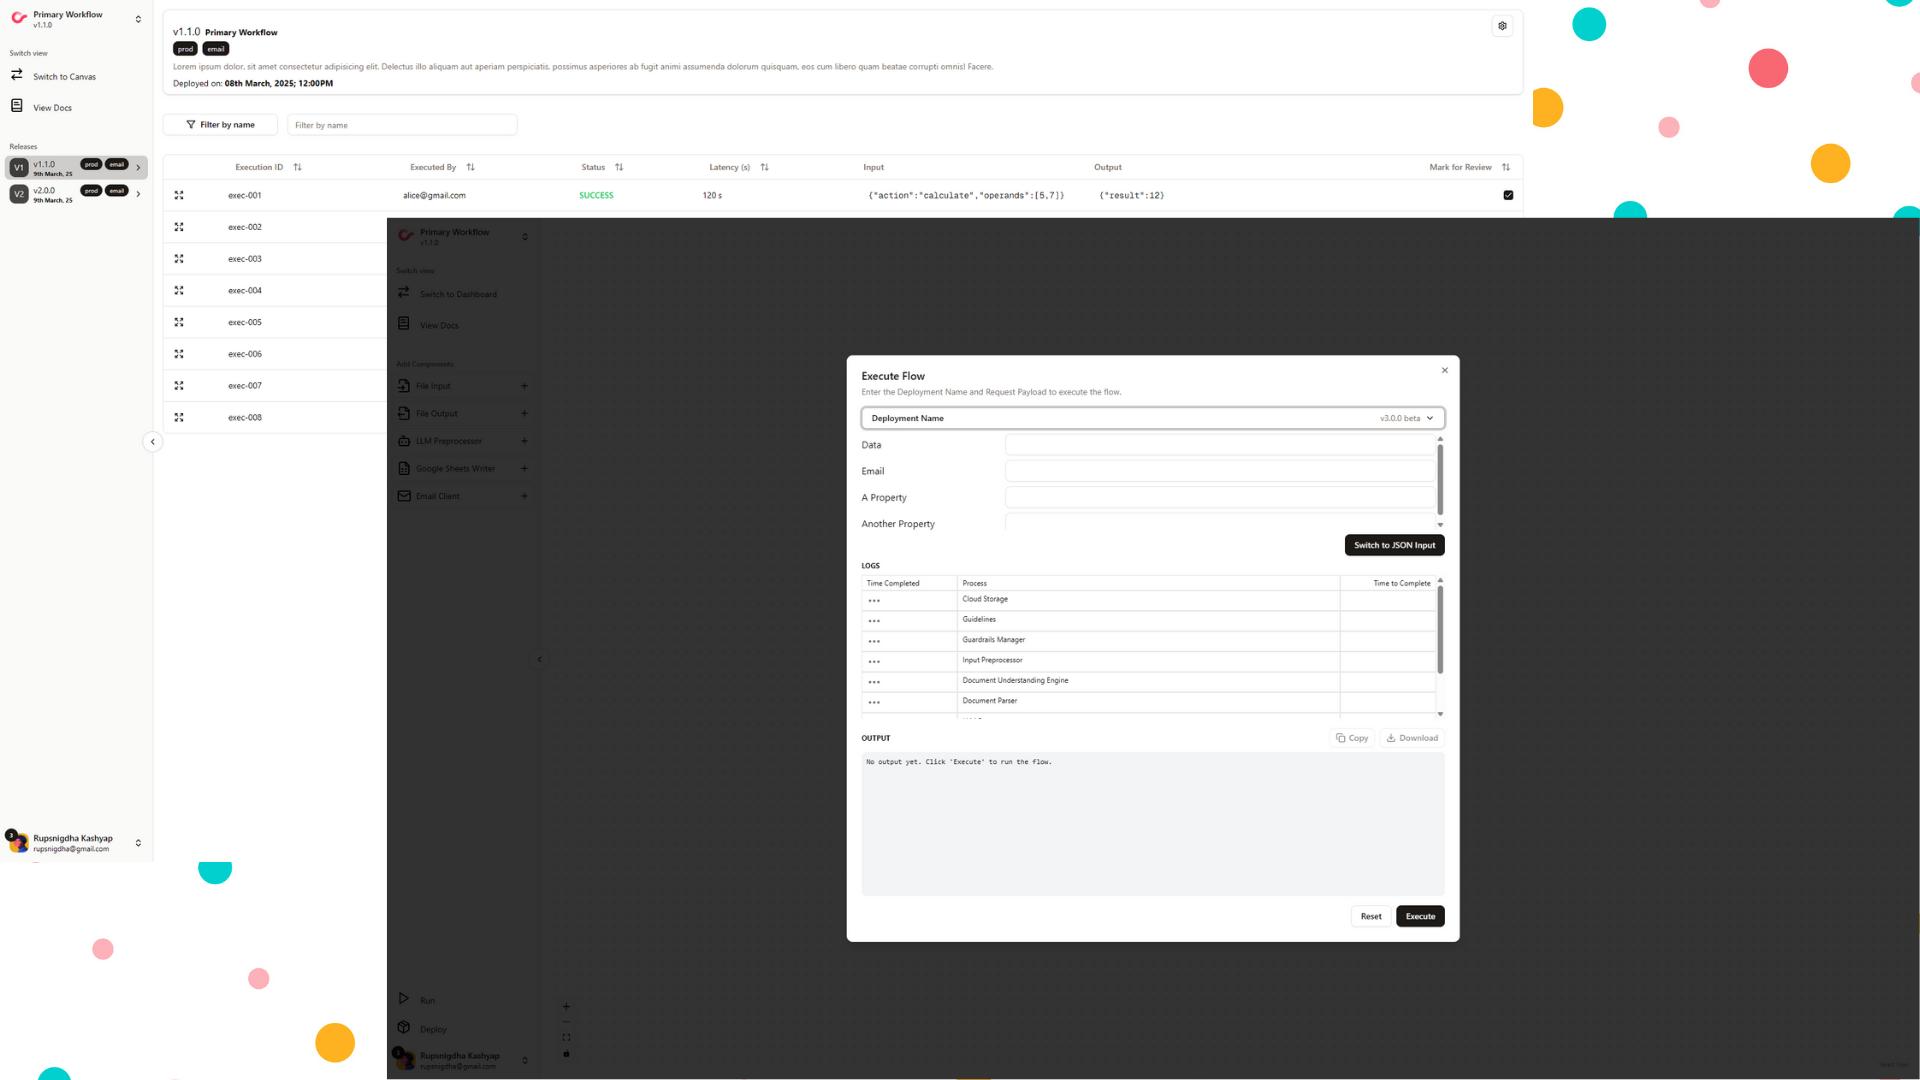 Primary Workflow
v1.1.0
Switch view
Switch to Canvas
View Docs
Releases
V1 v1.1.0 prod email
9th March, 25
V2 v2.0.0 prod email
9th March, 25
3
Rupsnigdha Kashyap
rupsnigdha@gmail.com
v1.1.0 Primary Workflow
prod email
Lorem ipsum dolor, sit amet consectetur adipisicing elit. Delectus illo aliquam aut aperiam perspiciatis, possimus asperiores ab fugit animi assumenda dolorum quisquam, eos cum libero quam beatae corrupti omnis! Facere.
Deployed on: 08th March, 2025; 12:00PM
Filter by name Filter by name
Execution ID Executed By Status Latency (s) Input Output Mark for Review
exec-001 alice@gmail.com SUCCESS 120 s {"action":"calculate","operands":[5,7]} {"result":12}
exec-002
exec-003
exec-004
exec-005
exec-006
exec-007
exec-008
Primary Workflow
v1.1.0
Switch view
Switch to Dashboard
View Docs
Add Components
File Input
File Output
LLM Preprocessor
Google Sheets Writer
Email Client
Run
Deploy
Rupsnigdha Kashyap
rupsnigdha@gmail.com
Execute Flow
Enter the Deployment Name and Request Payload to execute the flow.
Deployment Name v3.0.0 beta
Data
Email
A Property
Another Property
Switch to JSON Input
LOGS
Time Completed Process Time to Complete
Cloud Storage
Guidelines
Guardrails Manager
Input Preprocessor
Document Understanding Engine
Document Parser
OUTPUT Copy Download
No output yet. Click 'Execute' to run the flow.
Reset Execute